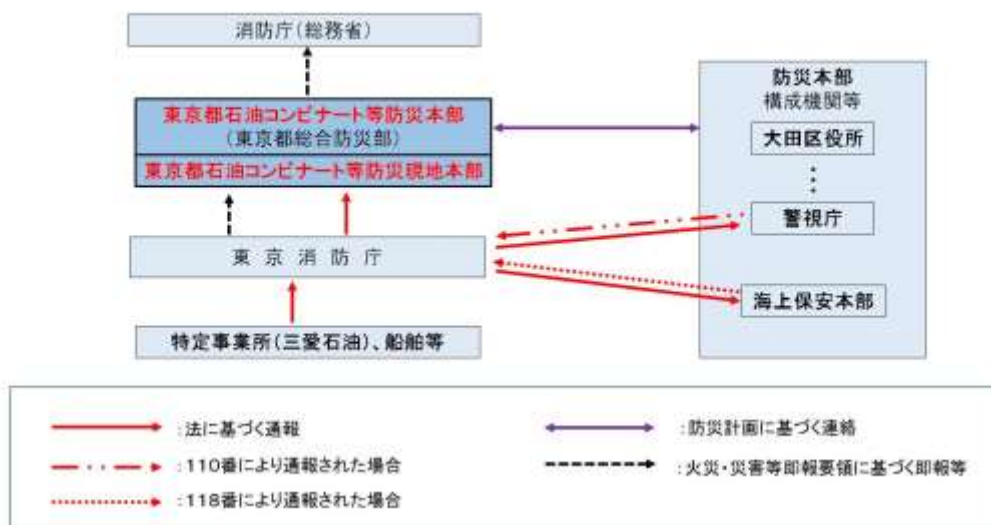 消防庁(総務省)
東京都石油コンビナート等防災本部
(東京都総合防災部)
東京都石油コンビナート等防災現地本部
東京消防庁
特定事業所(三愛石油)、船舶等
防災本部
構成機関等
大田区役所
警視庁
海上保安本部
:法に基づく通報
:110番により通報された場合
:118番により通報された場合
:防災計画に基づく連絡
:火災・災害等即報要領に基づく即報等